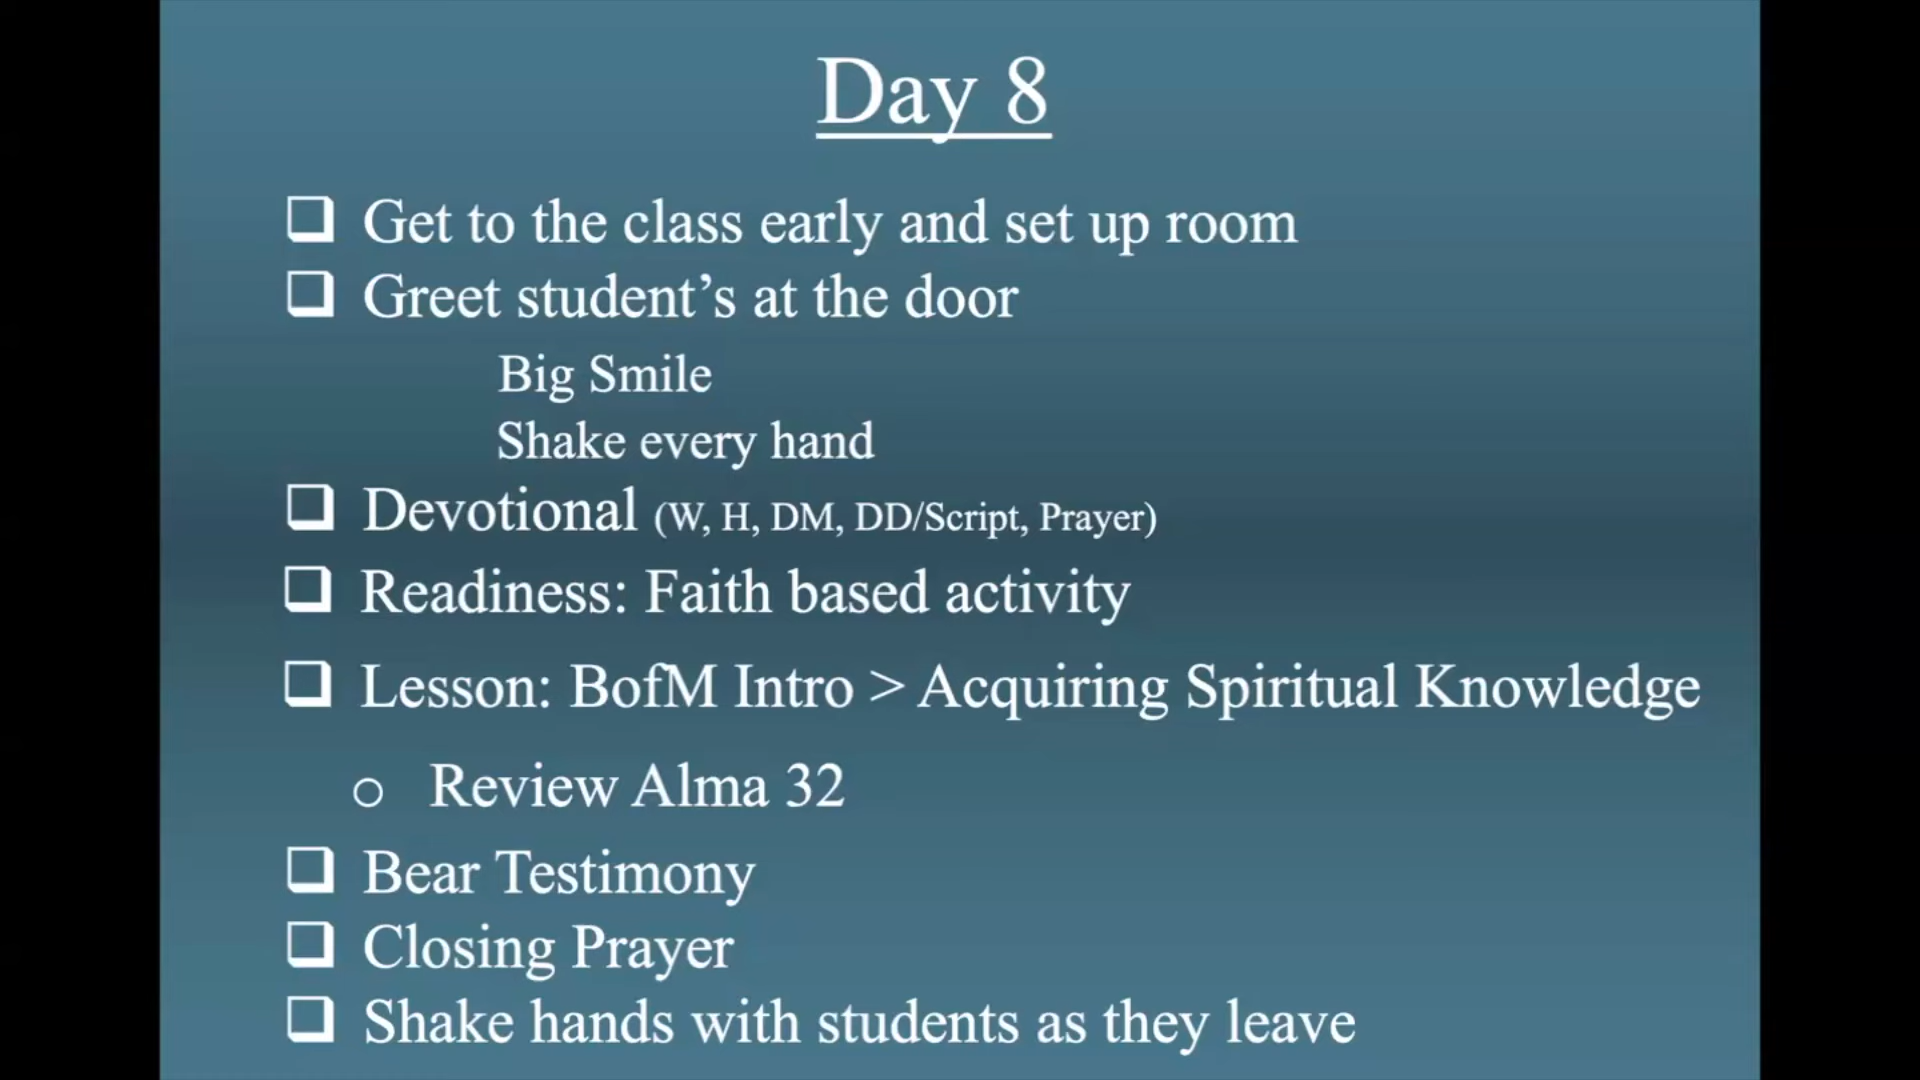 Day 8
Get to the class early and set up room
Greet student’s at the door
Big Smile
Shake every hand
Devotional (W, H, DM, DD/Script, Prayer)
Readiness: Faith based activity
Lesson: BofM Intro > Acquiring Spiritual Knowledge
Review Alma 32
Bear Testimony
Closing Prayer
Shake hands with students as they leave